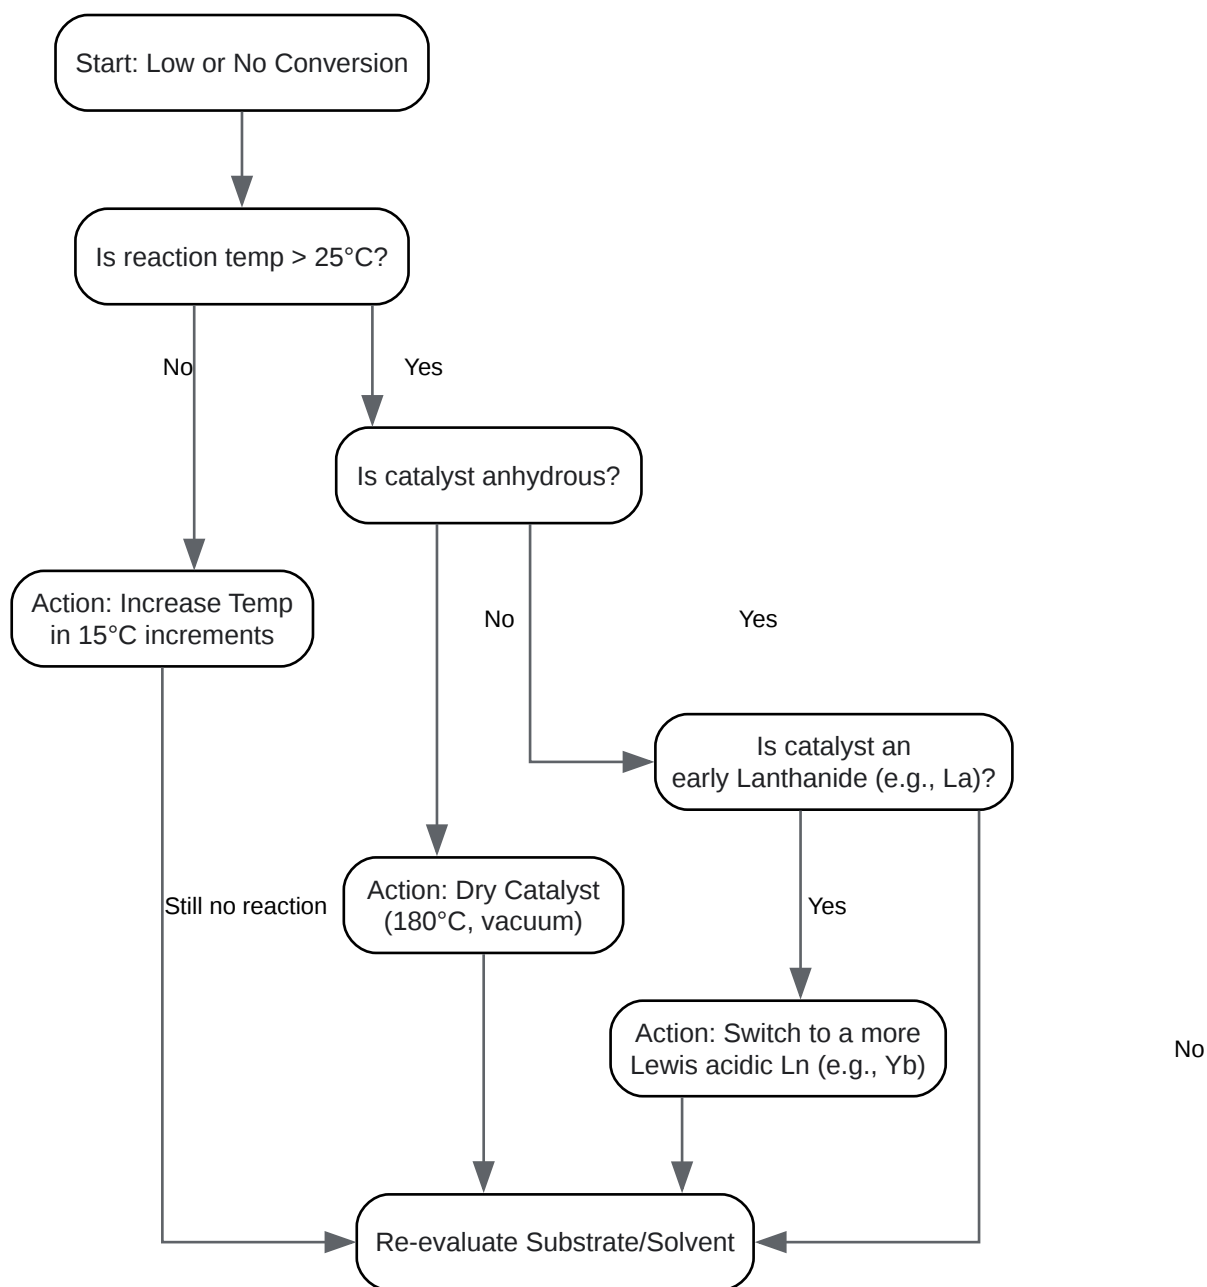 Start: Low or No Conversion
Is reaction temp > 25°C?
No
Yes
Is catalyst anhydrous?
Action: Increase Temp
in 15°C increments
No
Yes
Is catalyst an
early Lanthanide (e.g., La)?
Still no reaction
Action: Dry Catalyst
(180°C, vacuum)
Yes
Action: Switch to a more
Lewis acidic Ln (e.g., Yb)
No
Re-evaluate Substrate/Solvent